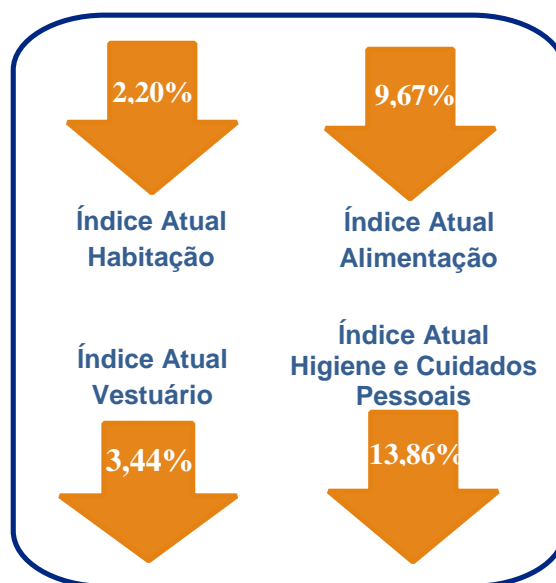 2,20%
9,67%
Índice Atual
Habitação
Índice Atual
Alimentação
Índice Atual
Vestuário
Índice Atual
Higiene e Cuidados
Pessoais
3,44%
13,86%